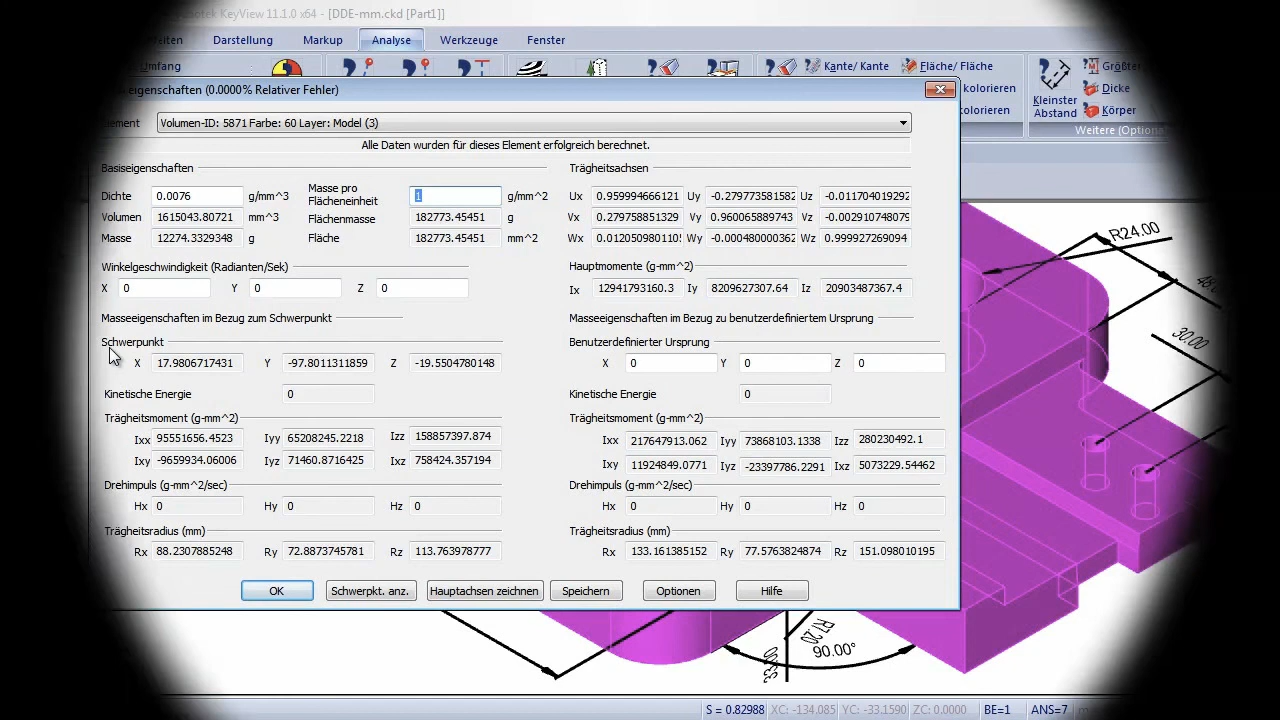 KeyView 11.1.0 x64 - [DDE-mm.ckd [Part1]]
Darstellung Markup Analyse Werkzeuge Fenster
Umfang Kante/ Kante Fläche/ Fläche
kolorieren
kolorieren
Kleinster
Abstand
Dicke
Körper
eigenschaften (0.0000% Relativer Fehler)
Volumen-ID: 5871 Farbe: 60 Layer: Model (3)
Alle Daten wurden für dieses Element erfolgreich berechnet.
Basiseigenschaften
Dichte 0.0076 g/mm^3 Masse pro Flächeneinheit 1 g/mm^2
Volumen 1615043.80721 mm^3 Flächenmasse 182773.45451 g
Masse 12274.3329348 g Fläche 182773.45451 mm^2
Winkelgeschwindigkeit (Radianten/Sek)
X 0 Y 0 Z 0
Masseeigenschaften im Bezug zum Schwerpunkt
Schwerpunkt
X 17.9806717431 Y -97.8011311859 Z -19.5504780148
Kinetische Energie 0
Trägheitsmoment (g-mm^2)
Ixx 95551656.4523 Iyy 65208245.2218 Izz 158857397.874
Ixy -9659934.06006 Iyz 71460.8716425 Ixz 758424.357194
Drehimpuls (g-mm^2/sec)
Hx 0 Hy 0 Hz 0
Trägheitsradius (mm)
Rx 88.2307885248 Ry 72.8873745781 Rz 113.763978777
Trägheitsachsen
Ux 0.959994666121 Uy -0.279773581582 Uz -0.011704019292
Vx 0.279758851329 Vy 0.960065889743 Vz -0.002910748079
Wx 0.012050980110 Wy -0.000480000362 Wz 0.999927269094
Hauptmomente (g-mm^2)
Ix 12941793160.3 Iy 8209627307.64 Iz 20903487367.4
Masseeigenschaften im Bezug zu benutzerdefiniertem Ursprung
Benutzerdefinierter Ursprung
X 0 Y 0 Z 0
Kinetische Energie 0
Trägheitsmoment (g-mm^2)
Ixx 217647913.062 Iyy 73868103.1338 Izz 280230492.1
Ixy 11924849.0771 Iyz -23397786.2291 Ixz 5073229.54462
Drehimpuls (g-mm^2/sec)
Hx 0 Hy 0 Hz 0
Trägheitsradius (mm)
Rx 133.161385152 Ry 77.5763824874 Rz 151.098010195
OK Schwerpkt. anz. Hauptachsen zeichnen Speichern Optionen Hilfe
R24.00
30.00
R7.20
90.00°
S = 0.82988 XC: -134.085 YC: -33.1590 ZC: 0.0000 BE=1 ANS=7